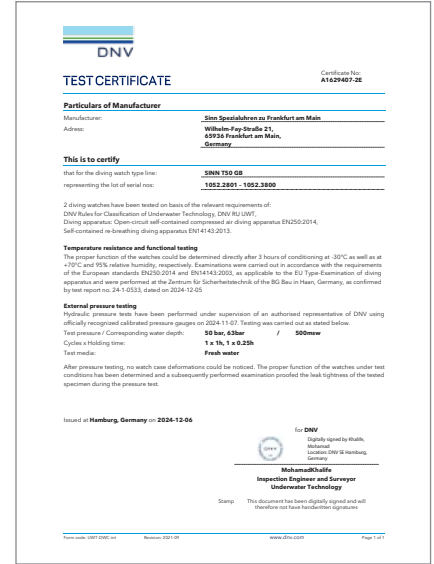 DNV
TEST CERTIFICATE
Certificate No:
A1629407-2E
Particulars of Manufacturer
Manufacturer: Sinn Spezialuhren zu Frankfurt am Main
Adress: Wilhelm-Fay-Straße 21,
65936 Frankfurt am Main,
Germany
This is to certify
that for the diving watch type line: SINN T50 GB
representing the lot of serial nos: 1052.2801 - 1052.3800
2 diving watches have been tested on basis of the relevant requirements of:
DNV Rules for Classification of Underwater Technology, DNV RU UWT,
Diving apparatus: Open-circuit self-contained compressed air diving apparatus EN250:2014,
Self-contained re-breathing diving apparatus EN14143:2013.
Temperature resistance and functional testing
The proper function of the watches could be determined directly after 3 hours of conditioning at -30°C as well as at
+70°C and 95% relative humidity, respectively. Examinations were carried out in accordance with the requirements
of the European standards EN250:2014 and EN14143:2003, as applicable to the EU Type-Examination of diving
apparatus and were performed at the Zentrum für Sicherheitstechnik of the BG Bau in Haan, Germany, as confirmed
by test report no. 24-1-0533, dated on 2024-12-05
External pressure testing
Hydraulic pressure tests have been performed under supervision of an authorised representative of DNV using
officially recognized calibrated pressure gauges on 2024-11-07. Testing was carried out as stated below.
Test pressure / Corresponding water depth: 50 bar, 63bar / 500msw
Cycles x Holding time: 1 x 1h, 1 x 0.25h
Test media: Fresh water
After pressure testing, no watch case deformations could be noticed. The proper function of the watches under test
conditions has been determined and a subsequently performed examination proofed the leak tightness of the tested
specimen during the pressure test.
Issued at Hamburg, Germany on 2024-12-06
for DNV
DNV
Digitally signed by Khalife,
Mohamad
Location: DNV SE Hamburg,
Germany
MohamadKhalife
Inspection Engineer and Surveyor
Underwater Technology
Stamp This document has been digitally signed and will
therefore not have handwritten signatures
Form code: UWT-DWC-int Revision: 2021-09 www.dnv.com Page 1 of 1